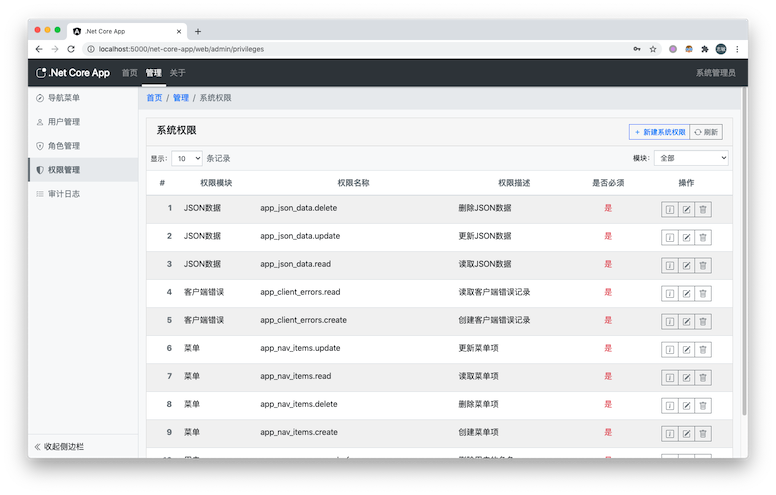 .Net Core App
localhost:5000/net-core-app/web/admin/privileges
.Net Core App 首页 管理 关于 系统管理员
导航菜单
用户管理
角色管理
权限管理
审计日志
收起侧边栏
首页 / 管理 / 系统权限
系统权限
+ 新建系统权限 刷新
显示: 10 条记录 模块: 全部
# 权限模块 权限名称 权限描述 是否必须 操作
1 JSON数据 app_json_data.delete 删除JSON数据 是
2 JSON数据 app_json_data.update 更新JSON数据 是
3 JSON数据 app_json_data.read 读取JSON数据 是
4 客户端错误 app_client_errors.read 读取客户端错误记录 是
5 客户端错误 app_client_errors.create 创建客户端错误记录 是
6 菜单 app_nav_items.update 更新菜单项 是
7 菜单 app_nav_items.read 读取菜单项 是
8 菜单 app_nav_items.delete 删除菜单项 是
9 菜单 app_nav_items.create 创建菜单项 是